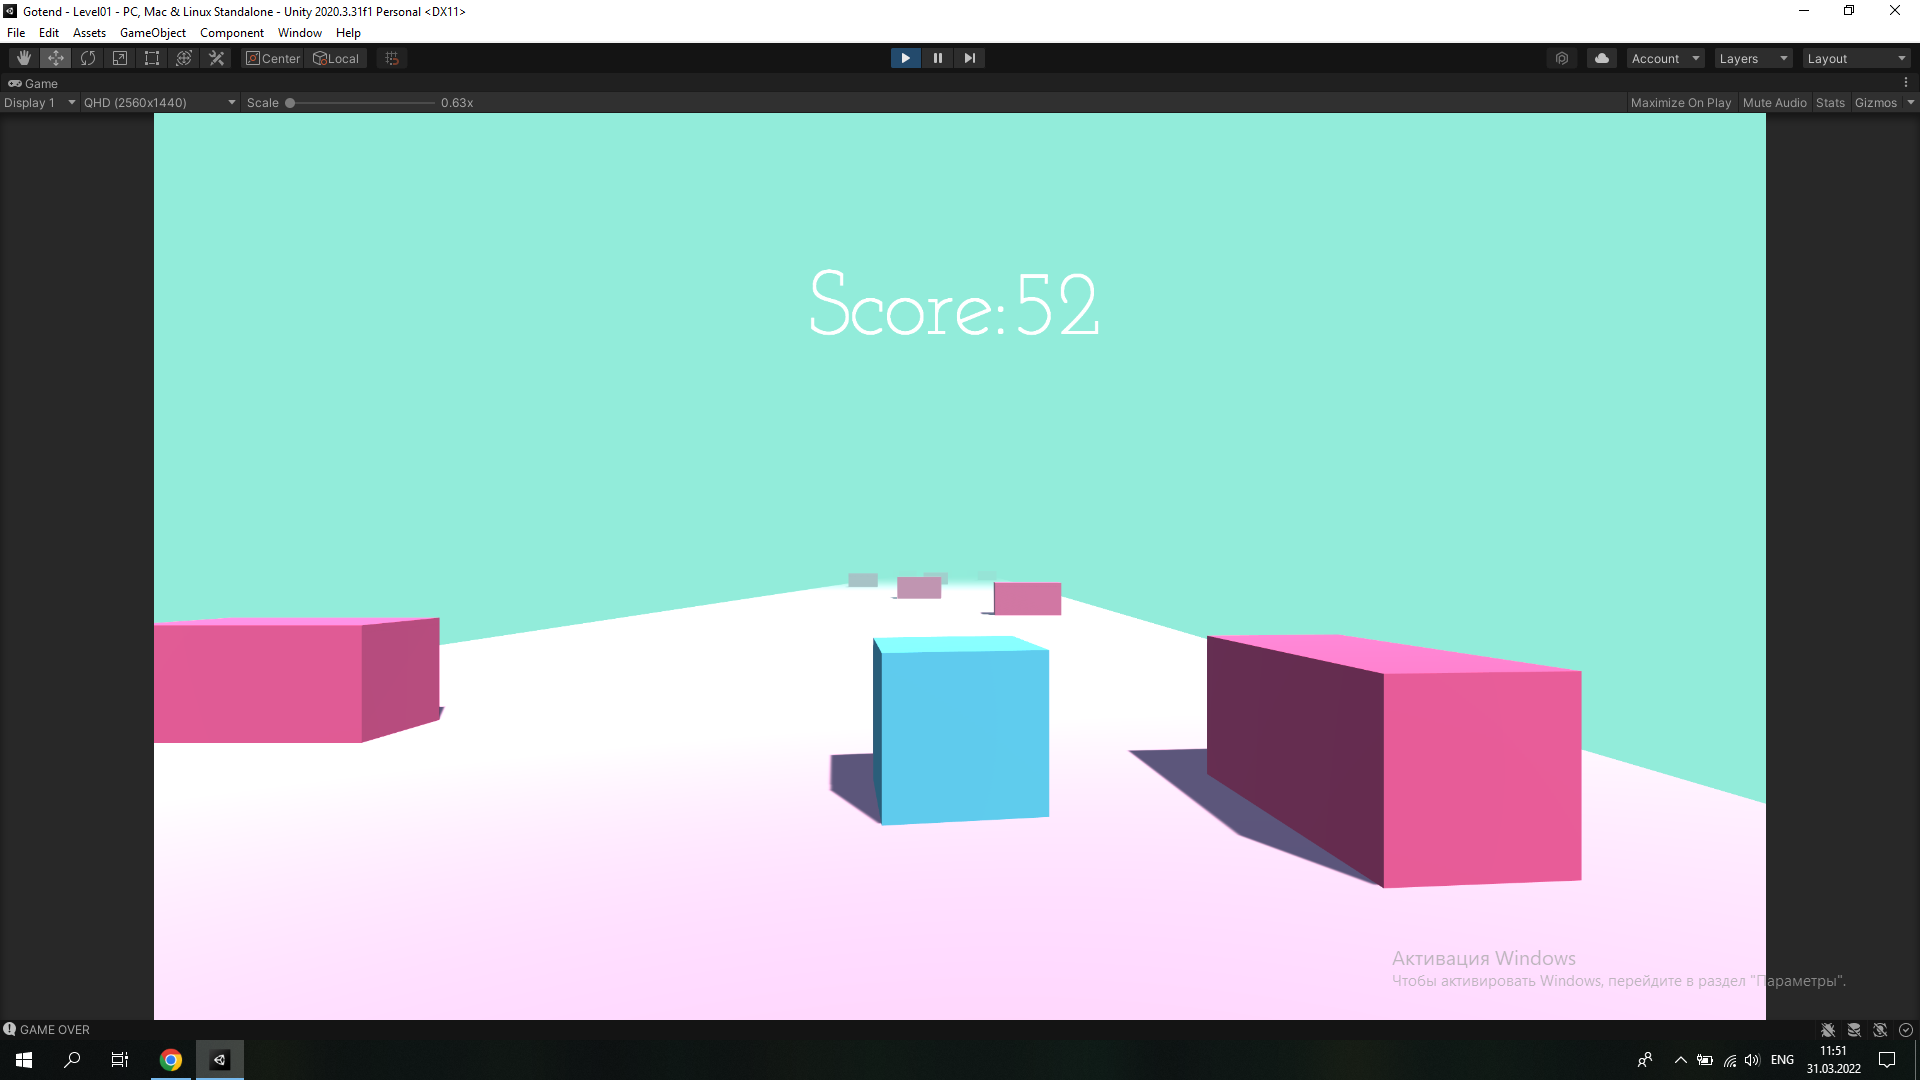 Gotend - Level01 - PC, Mac & Linux Standalone - Unity 2020.3.31f1 Personal <DX11>
File Edit Assets GameObject Component Window Help
Center Local Account Layers Layout
Game
Display 1 QHD (2560x1440) Scale 0.63x Maximize On Play Mute Audio Stats Gizmos
Score:52
Активация Windows
Чтобы активировать Windows, перейдите в раздел "Параметры".
GAME OVER
ENG
11:51
31.03.2022